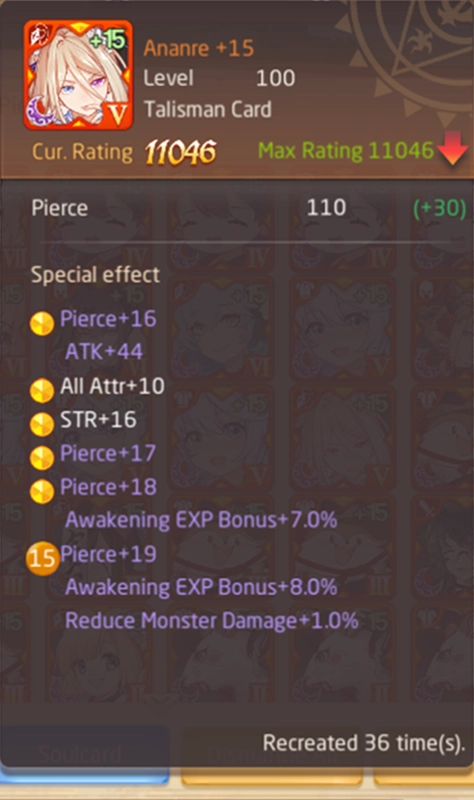 +15
V
Ananre +15
Level 100
Talisman Card
Cur. Rating 11046 Max Rating 11046
Pierce 110 (+30)
Special effect
Pierce+16
ATK+44
All Attr+10
STR+16
Pierce+17
Pierce+18
Awakening EXP Bonus+7.0%
15 Pierce+19
Awakening EXP Bonus+8.0%
Reduce Monster Damage+1.0%
Recreated 36 time(s).
Soulcard